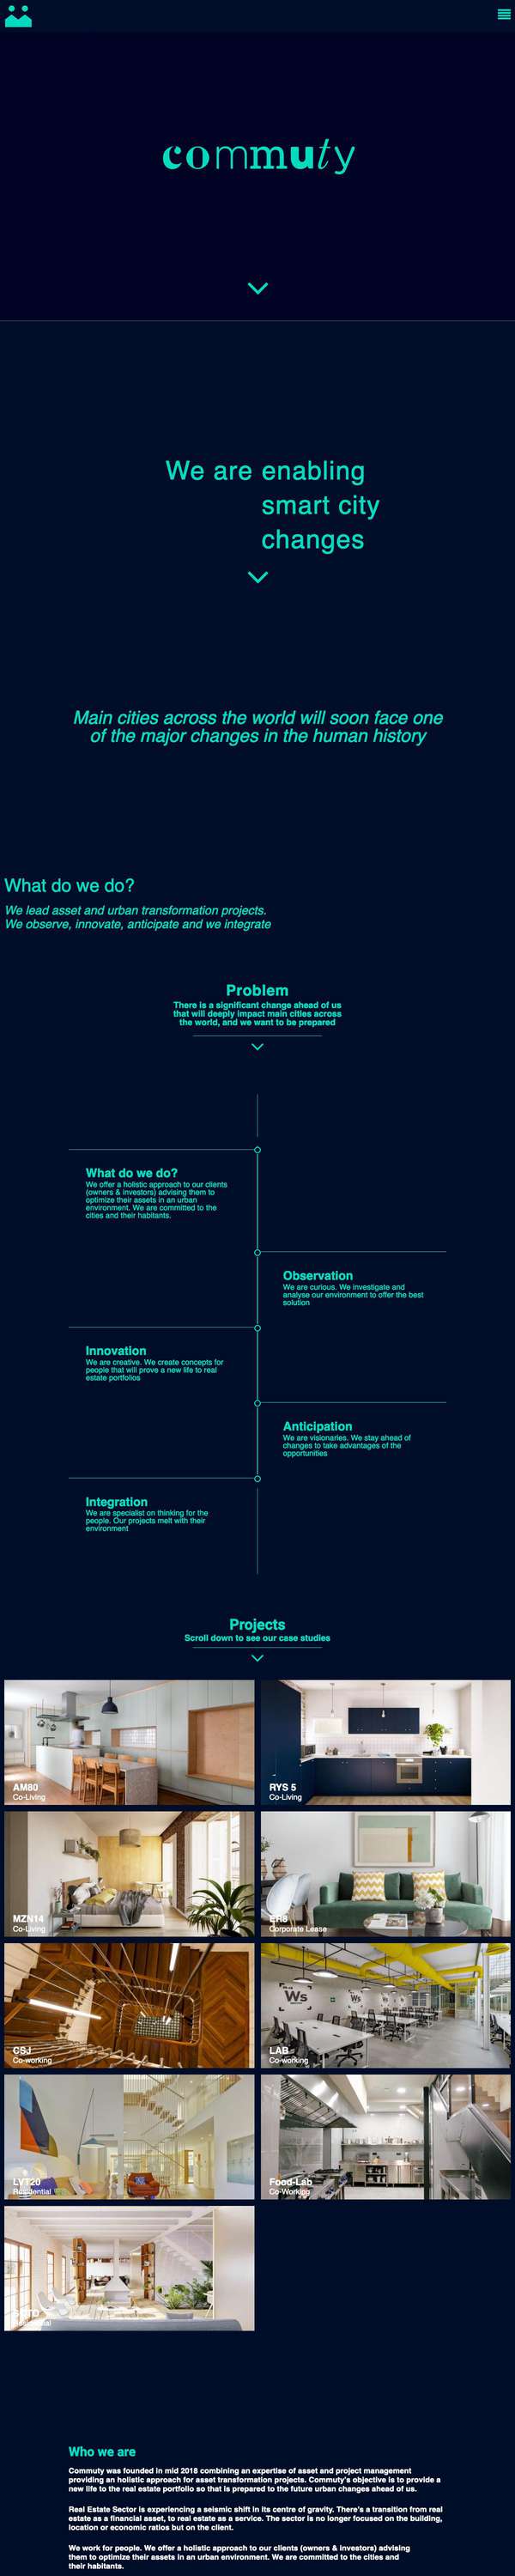 commuty
We are enabling
smart city
changes
Main cities across the world will soon face one
of the major changes in the human history
What do we do?
We lead asset and urban transformation projects.
We observe, innovate, anticipate and we integrate
Problem
There is a significant change ahead of us
that will deeply impact main cities across
the world, and we want to be prepared
What do we do?
We offer a holistic approach to our clients
(owners & investors) advising them to
optimize their assets in an urban
environment. We are committed to the
cities and their habitants.
Observation
We are curious. We investigate and
analyse our environment to offer the best
solution
Innovation
We are creative. We create concepts for
people that will prove a new life to real
estate portfolios
Anticipation
We are visionaries. We stay ahead of
changes to take advantages of the
opportunities
Integration
We are specialist on thinking for the
people. Our projects melt with their
environment
Projects
Scroll down to see our case studies
AM80
Co-Living
RYS 5
Co-Living
MZN14
Co-Living
ER8
Corporate Lease
CSJ
Co-working
Ws
Ws
LAB
Co-working
LVT20
Residential
Food-Lab
Co-Working
Who we are
Commuty was founded in mid 2018 combining an expertise of asset and project management
providing an holistic approach for asset transformation projects. Commuty's objective is to provide a
new life to the real estate portfolio so that is prepared to the future urban changes ahead of us.
Real Estate Sector is experiencing a seismic shift in its centre of gravity. There's a transition from real
estate as a financial asset, to real estate as a service. The sector is no longer focused on the building,
location or economic ratios but on the client.
We work for people. We offer a holistic approach to our clients (owners & investors) advising
them to optimize their assets in an urban environment. We are committed to the cities and
their habitants.